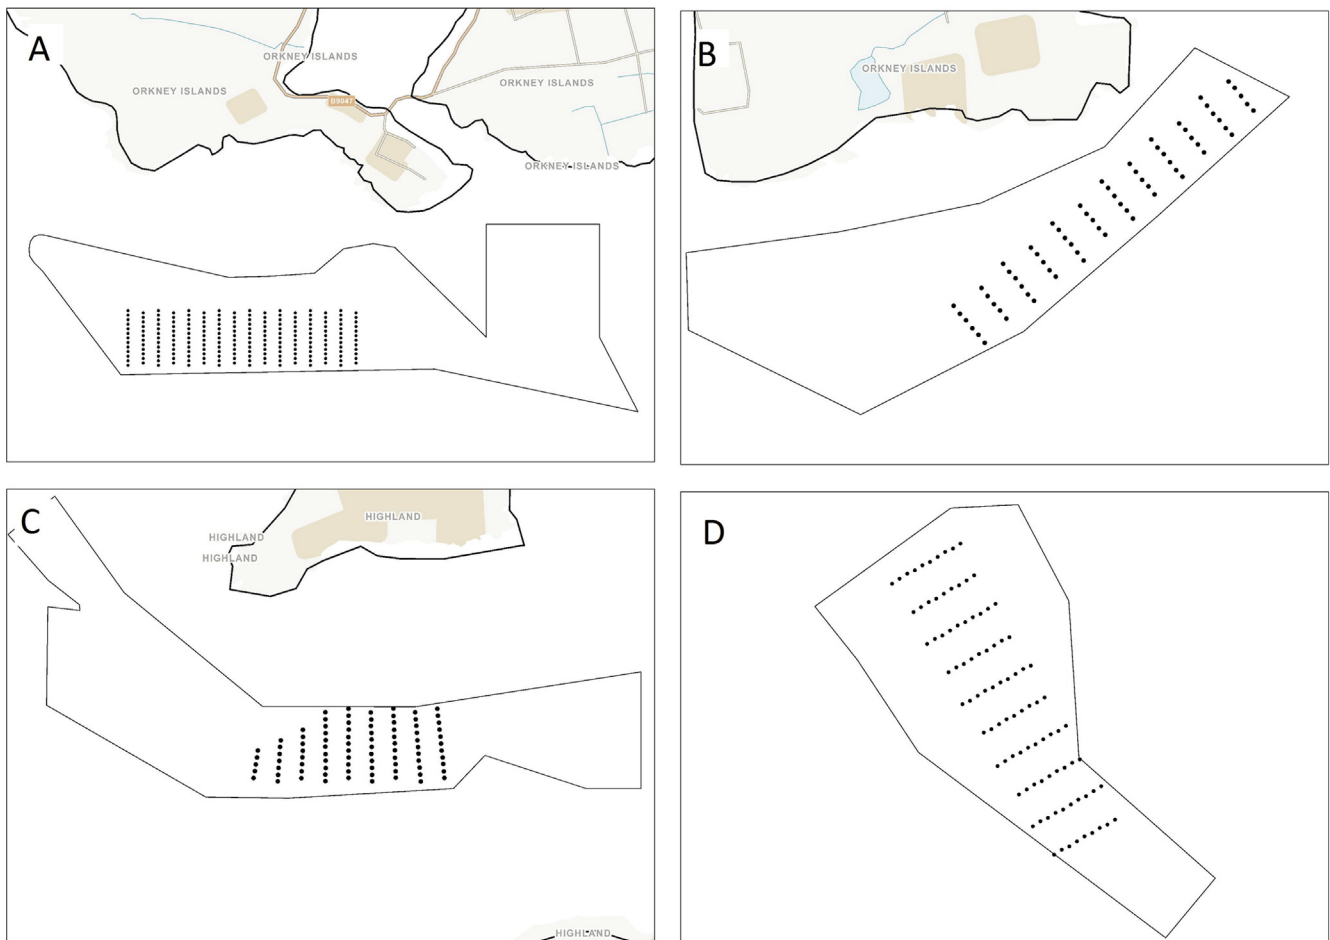 A
ORKNEY ISLANDS
ORKNEY ISLANDS
ORKNEY ISLANDS
B9047
ORKNEY ISLANDS
B
ORKNEY ISLANDS
C
HIGHLAND
HIGHLAND
HIGHLAND
HIGHLAND
D